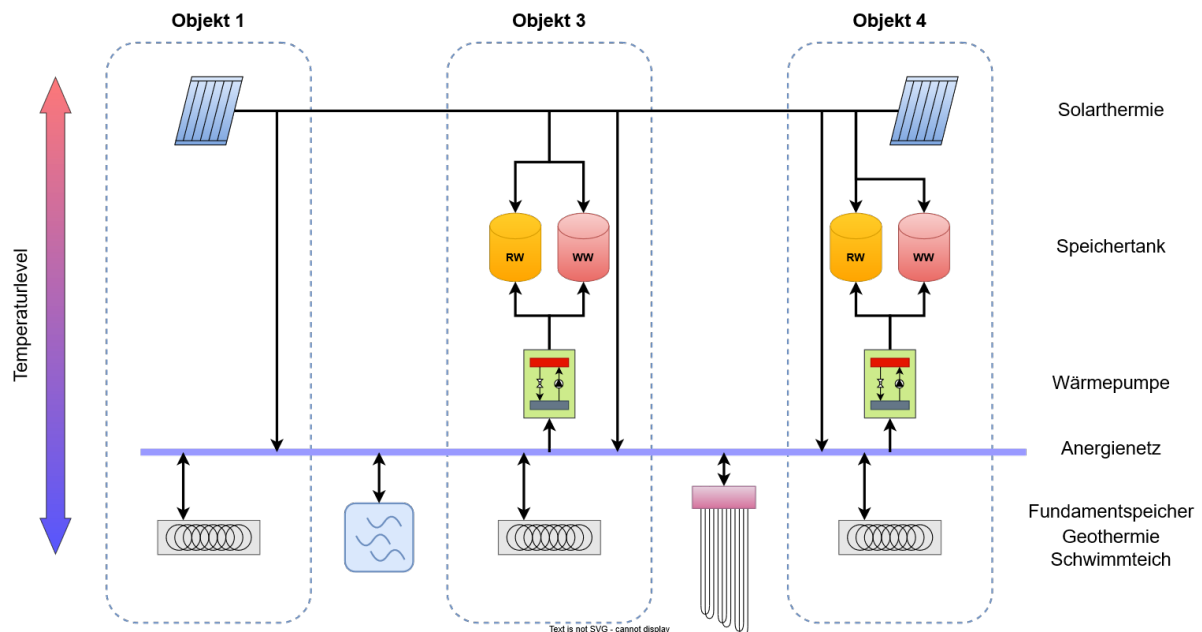 Objekt 1
Objekt 3
Objekt 4
Solarthermie
RW
WW
RW
WW
Speichertank
Temperaturlevel
Wärmepumpe
Anergienetz
Fundamentspeicher
Geothermie
Schwimmteich
Text is not SVG - cannot display